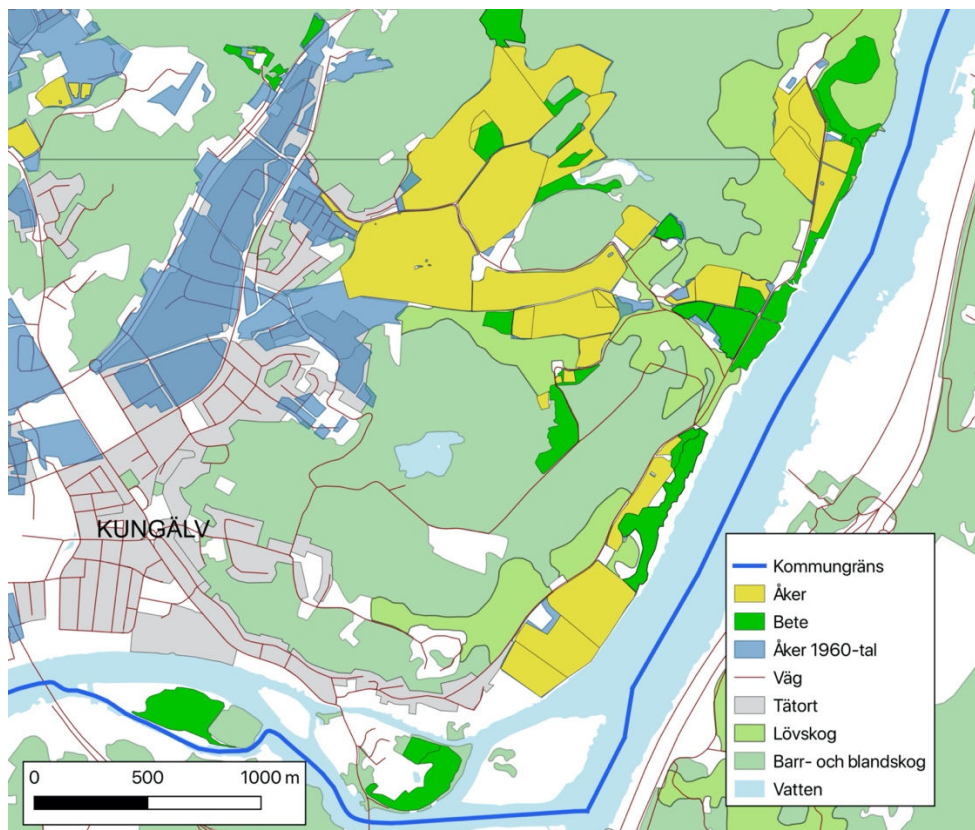 KUNGÄLV
Kommungräns
Åker
Bete
Åker 1960-tal
Väg
Tätort
Lövskog
Barr- och blandskog
Vatten
0 500 1000 m